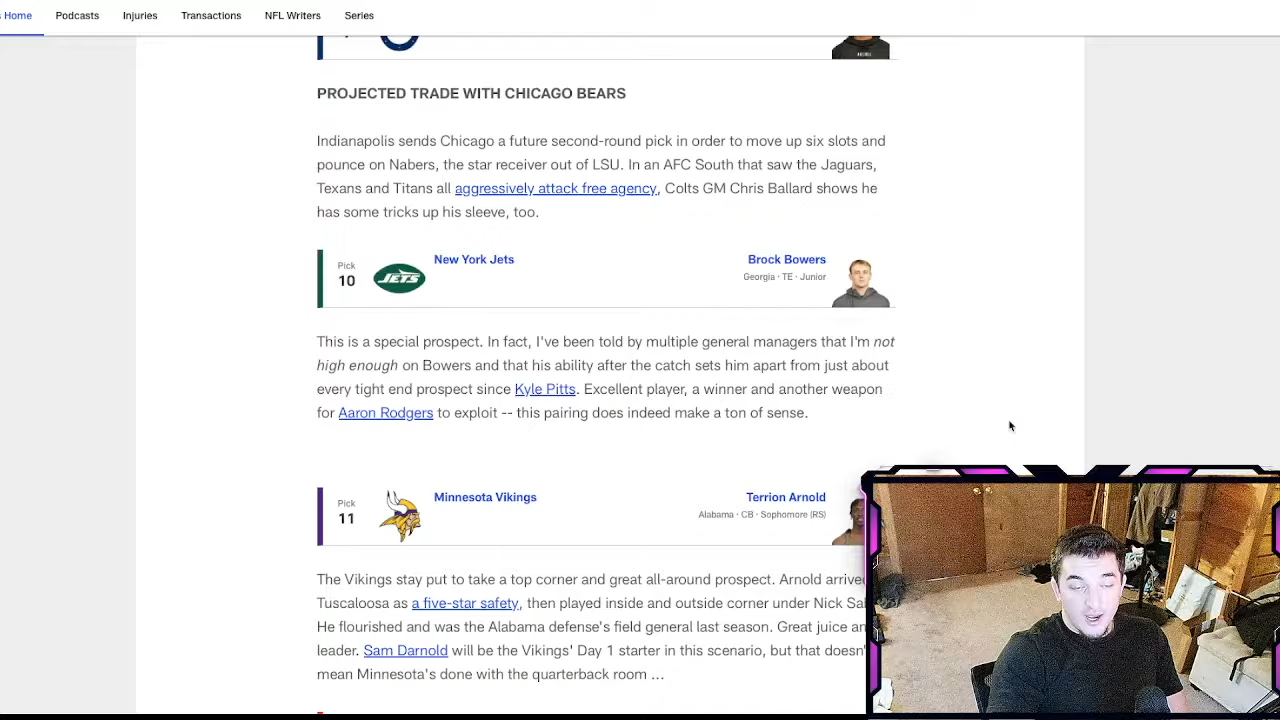 s Home Podcasts Injuries Transactions NFL Writers Series
PROJECTED TRADE WITH CHICAGO BEARS
Indianapolis sends Chicago a future second-round pick in order to move up six slots and
pounce on Nabers, the star receiver out of LSU. In an AFC South that saw the Jaguars,
Texans and Titans all aggressively attack free agency, Colts GM Chris Ballard shows he
has some tricks up his sleeve, too.
Pick
10
JETS
New York Jets
Brock Bowers
Georgia · TE · Junior
This is a special prospect. In fact, I've been told by multiple general managers that I'm not
high enough on Bowers and that his ability after the catch sets him apart from just about
every tight end prospect since Kyle Pitts. Excellent player, a winner and another weapon
for Aaron Rodgers to exploit -- this pairing does indeed make a ton of sense.
Pick
11
Minnesota Vikings
Terrion Arnold
Alabama · CB · Sophomore (RS)
The Vikings stay put to take a top corner and great all-around prospect. Arnold arrive
Tuscaloosa as a five-star safety, then played inside and outside corner under Nick Sa
He flourished and was the Alabama defense's field general last season. Great juice an
leader. Sam Darnold will be the Vikings' Day 1 starter in this scenario, but that doesn'
mean Minnesota's done with the quarterback room ...